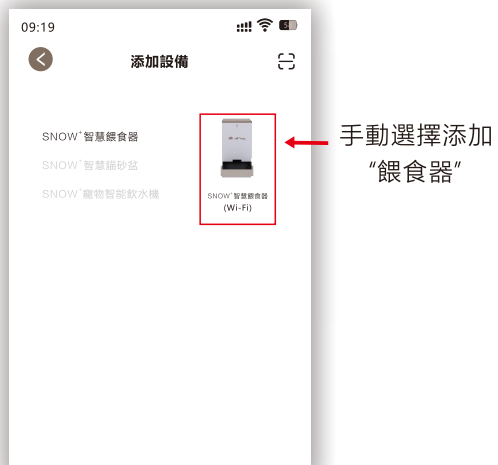 09:19
添加設備
SNOW⁺智慧餵食器
SNOW⁺智慧貓砂盆
SNOW⁺寵物智能飲水機
SNOW⁺智慧餵食器
(Wi-Fi)
手動選擇添加
“餵食器”